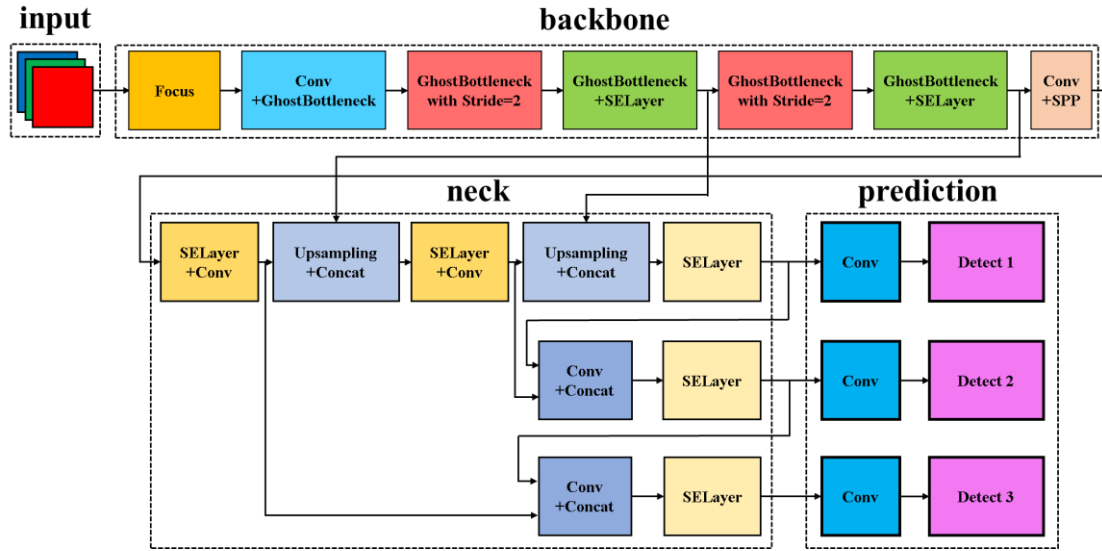 input
backbone
Focus
Conv
+GhostBottleneck
GhostBottleneck
with Stride=2
GhostBottleneck
+SELayer
GhostBottleneck
with Stride=2
GhostBottleneck
+SELayer
Conv
+SPP
neck
prediction
SELayer
+Conv
Upsampling
+Concat
SELayer
+Conv
Upsampling
+Concat
SELayer
Conv
Detect 1
Conv
+Concat
SELayer
Conv
Detect 2
Conv
+Concat
SELayer
Conv
Detect 3